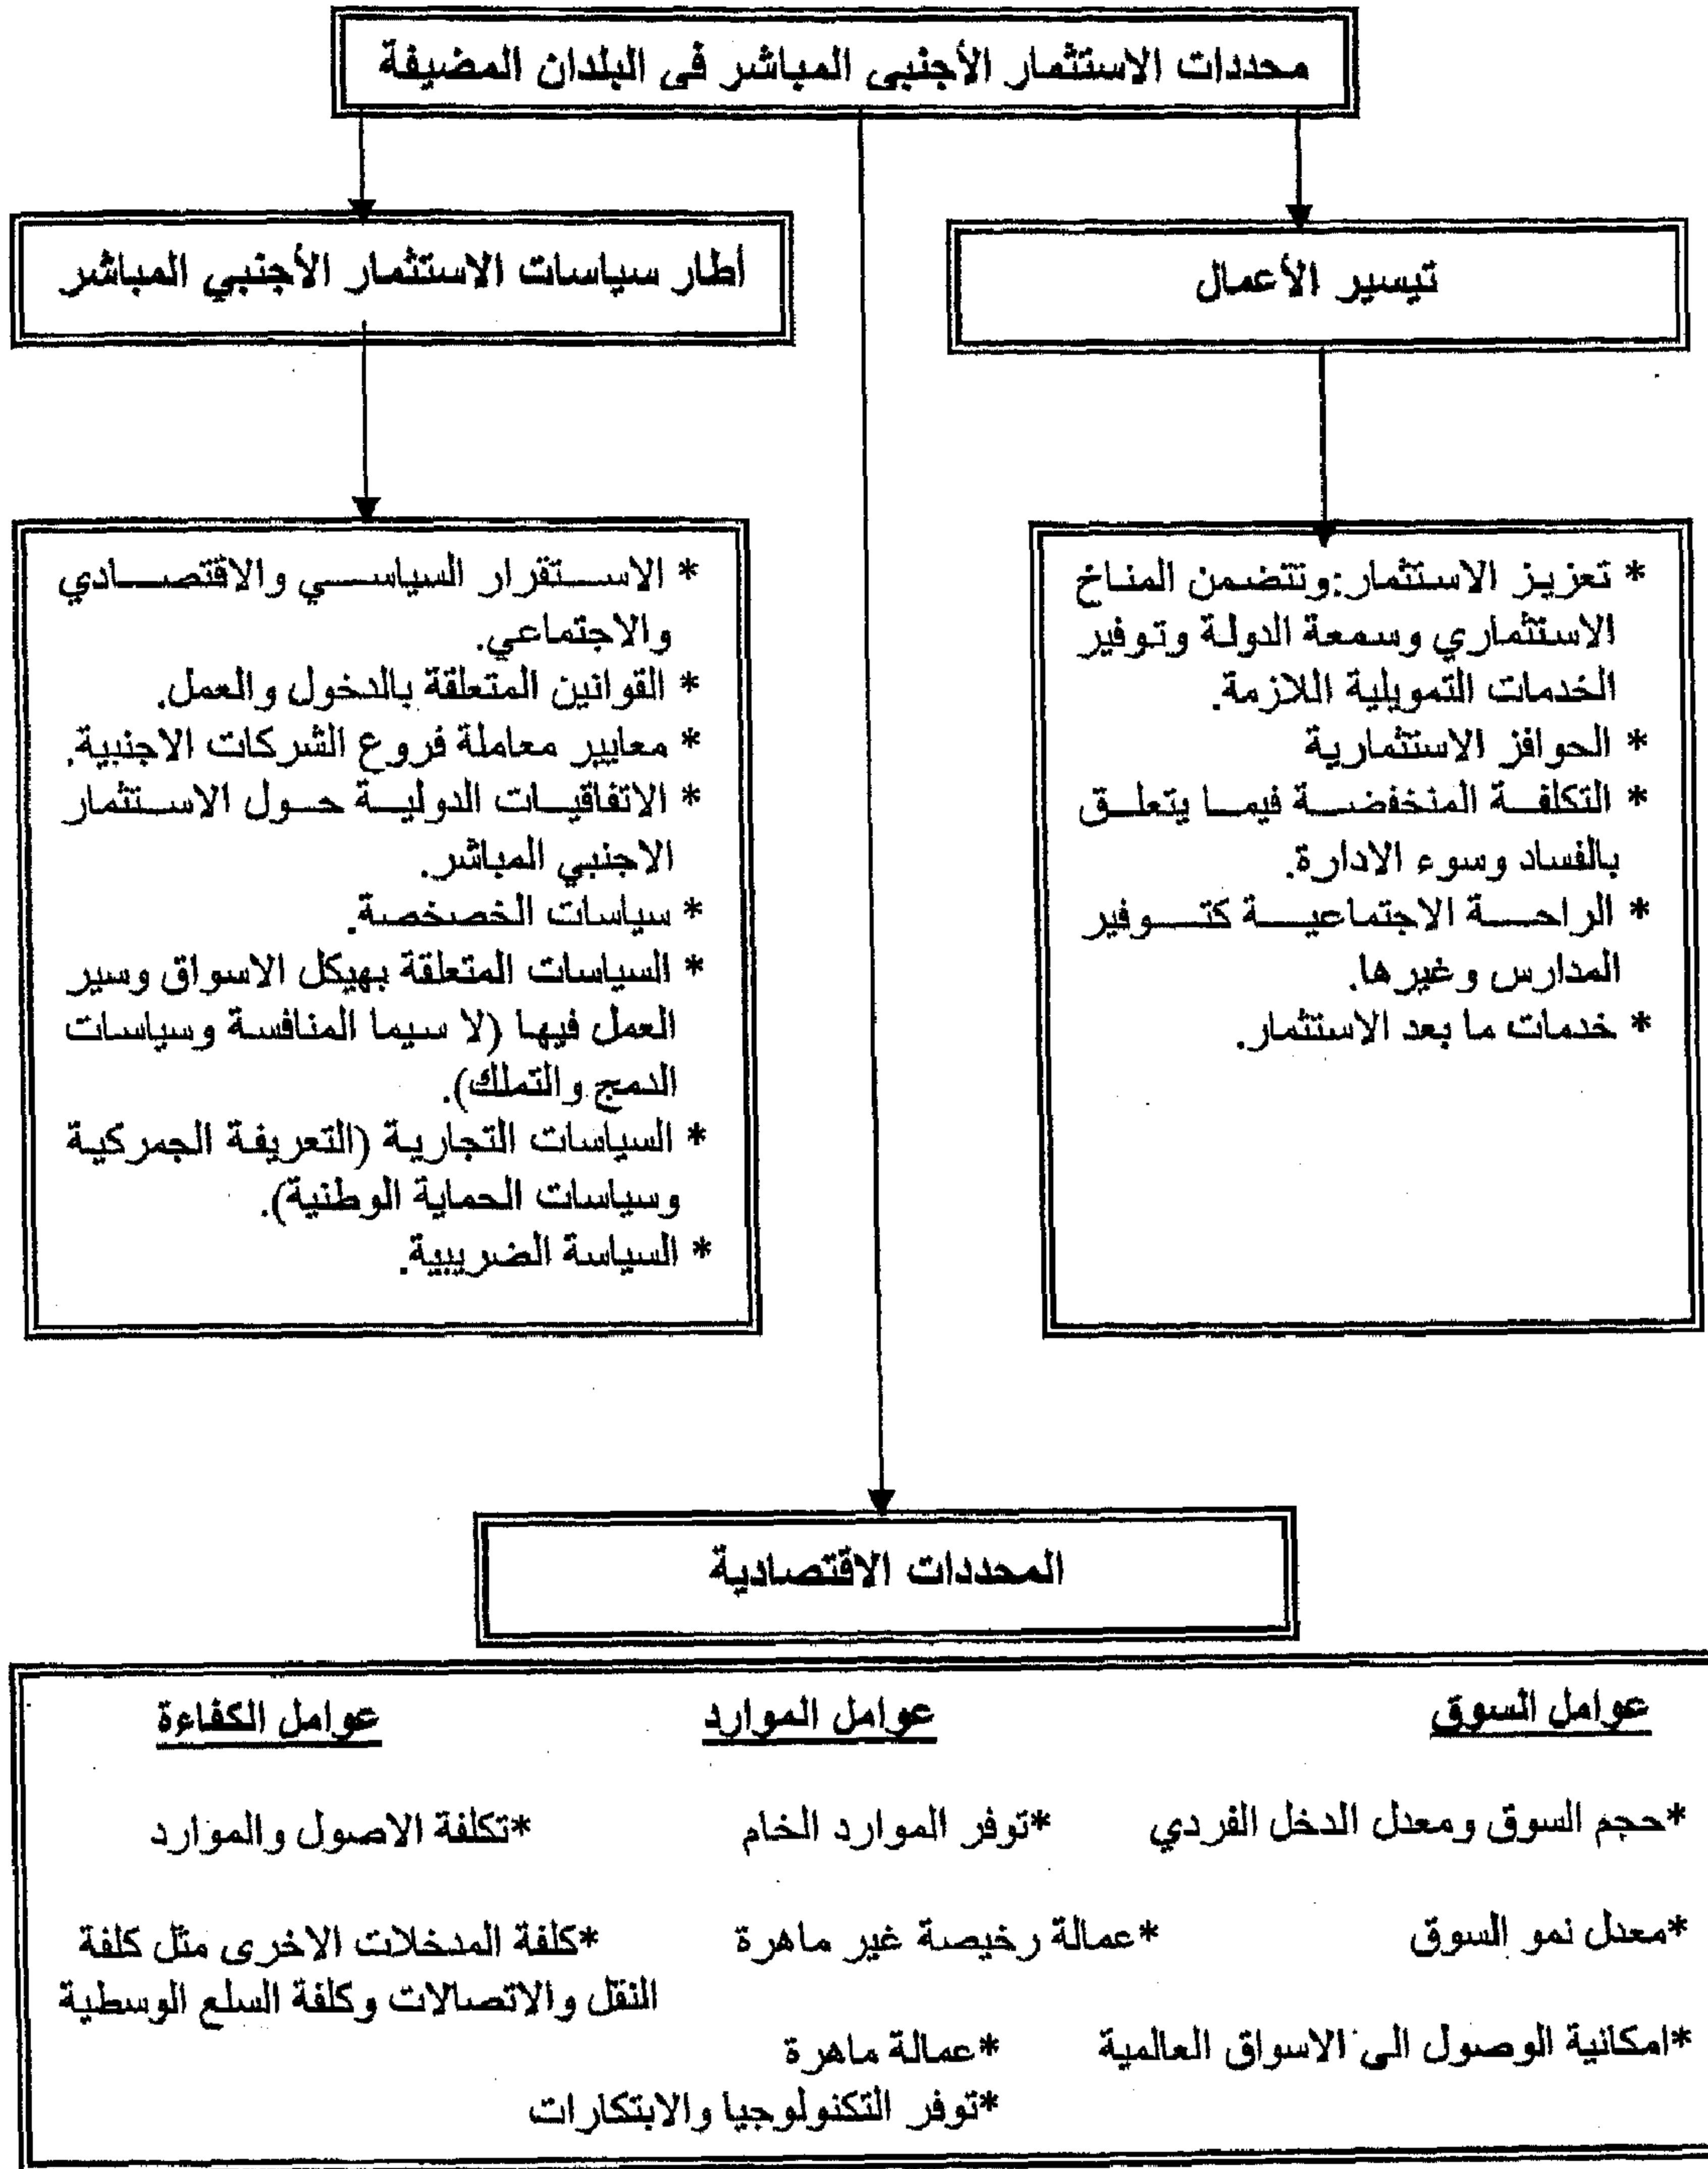 محددات الاستثمار الأجنبى المباشر فى البلدان المضيفة
تيسير الأعمال
أطار سياسات الاستثمار الأجنبي المباشر
* تعزيز الاستثمار:وتتضمن المناخ
الاستثماري وسمعة الدولة وتوفير
الخدمات التمويلية اللازمة.
* الحوافز الاستثمارية
* التكلفة المنخفضة فيما يتعلق
بالفساد وسوء الادارة.
* الراحة الاجتماعية كتوفير
المدارس وغيرها.
* خدمات ما بعد الاستثمار.
* الاستقرار السياسي والاقتصادي
والاجتماعي.
* القوانين المتعلقة بالدخول والعمل.
* معايير معاملة فروع الشركات الاجنبية.
* الاتفاقيات الدولية حول الاستثمار
الاجنبي المباشر.
* سياسات الخصخصة.
* السياسات المتعلقة بهيكل الاسواق وسير
العمل فيها (لا سيما المنافسة وسياسات
الدمج والتملك).
* السياسات التجارية (التعريفة الجمركية
وسياسات الحماية الوطنية).
* السياسة الضريبية.
المحددات الاقتصادية
عوامل السوق
*حجم السوق ومعدل الدخل الفردي
*معدل نمو السوق
*امكانية الوصول الى الاسواق العالمية
عوامل الموارد
*توفر الموارد الخام
*عمالة رخيصة غير ماهرة
*عمالة ماهرة
*توفر التكنولوجيا والابتكارات
عوامل الكفاءة
*تكلفة الاصول والموارد
*كلفة المدخلات الاخرى مثل كلفة
النقل والاتصالات وكلفة السلع الوسطية